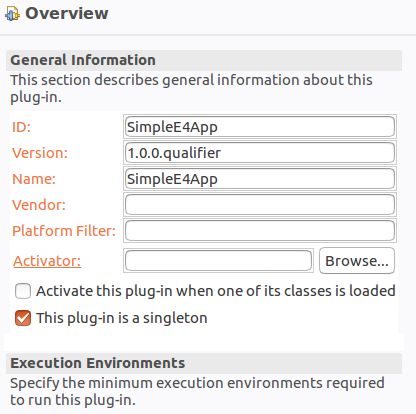 Overview
General Information
This section describes general information about this
plug-in.
ID: SimpleE4App
Version: 1.0.0.qualifier
Name: SimpleE4App
Vendor:
Platform Filter:
Activator: Browse...
Activate this plug-in when one of its classes is loaded
This plug-in is a singleton
Execution Environments
Specify the minimum execution environments required
to run this plug-in.